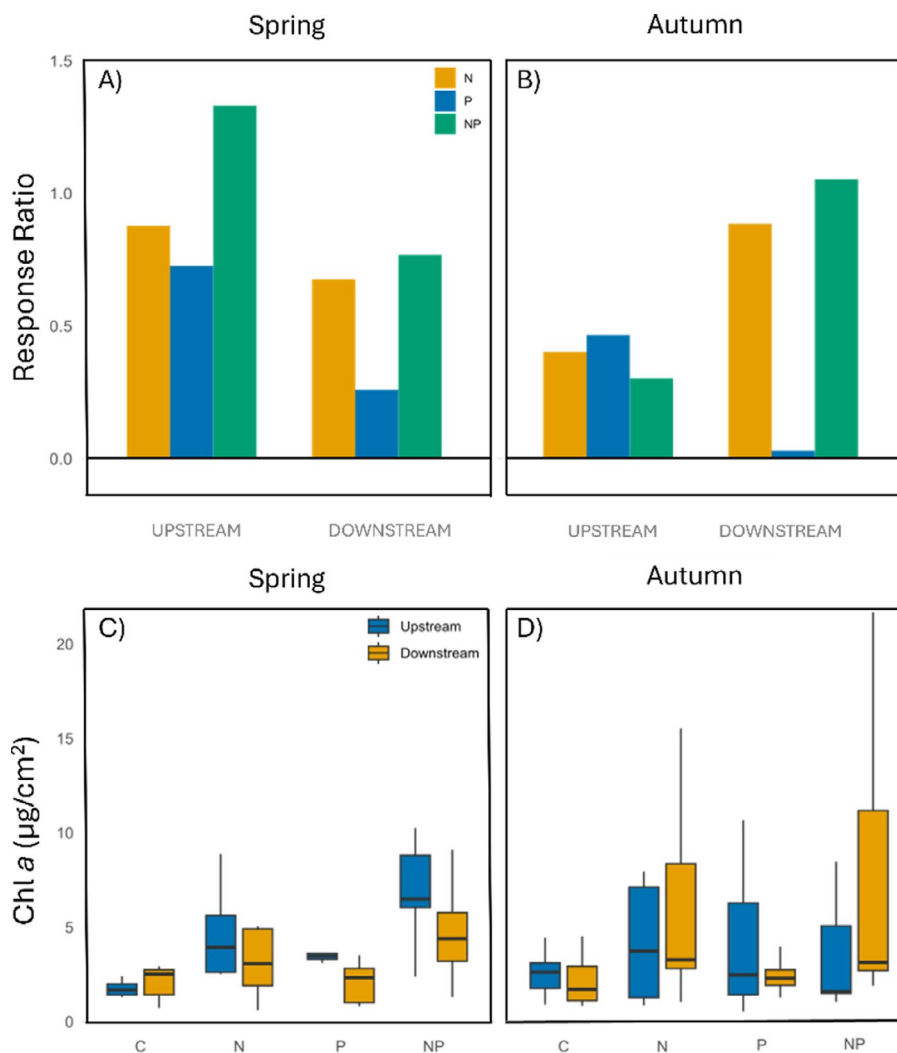 Spring
Autumn
A)
B)
N
P
NP
1.5
1.0
0.5
0.0
Response Ratio
UPSTREAM
DOWNSTREAM
UPSTREAM
DOWNSTREAM
Spring
Autumn
C)
D)
Upstream
Downstream
20
15
10
5
0
Chl a (µg/cm²)
C
N
P
NP
C
N
P
NP